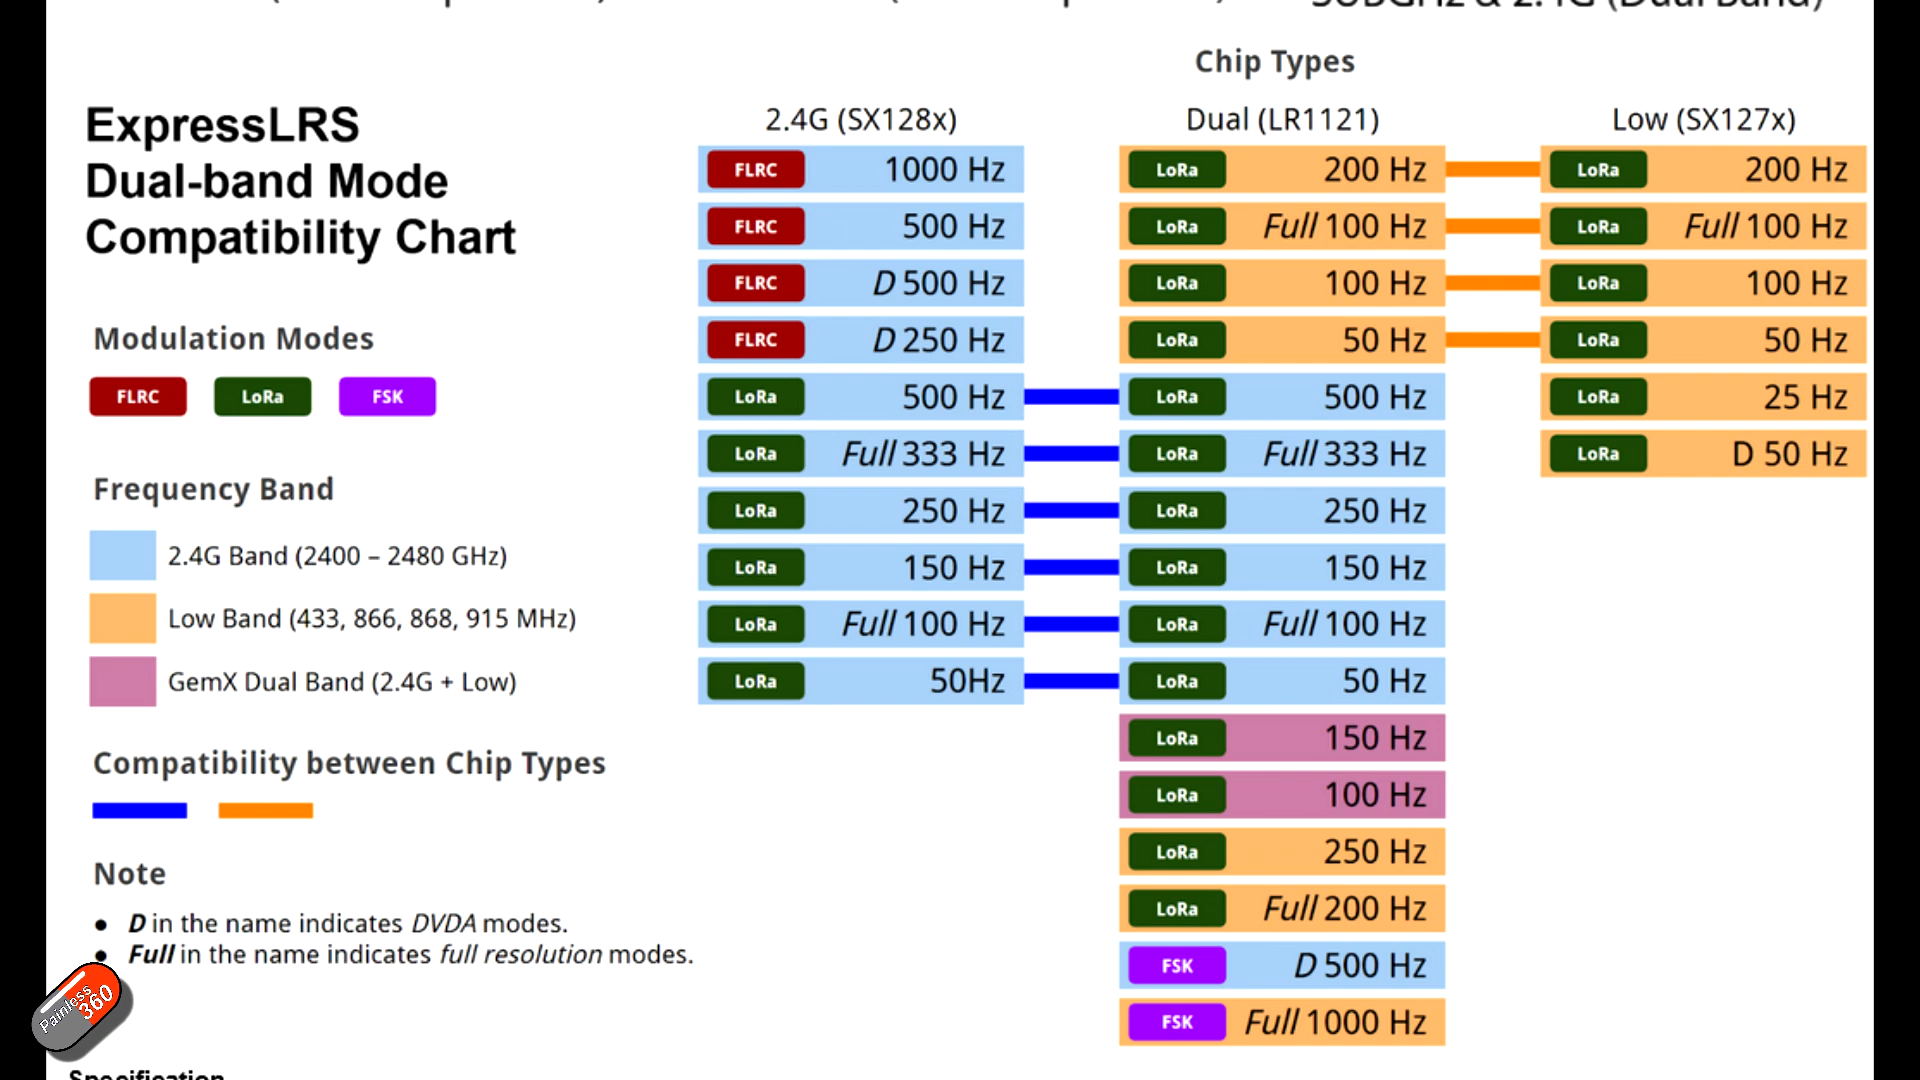 SUBGHz & 2.4G (Dual Band)
Chip Types
ExpressLRS
Dual-band Mode
Compatibility Chart
Modulation Modes
FLRC LoRa FSK
Frequency Band
2.4G Band (2400 – 2480 GHz)
Low Band (433, 866, 868, 915 MHz)
GemX Dual Band (2.4G + Low)
Compatibility between Chip Types
Note
● D in the name indicates DVDA modes.
● Full in the name indicates full resolution modes.
2.4G (SX128x)
FLRC 1000 Hz
FLRC 500 Hz
FLRC D 500 Hz
FLRC D 250 Hz
LoRa 500 Hz
LoRa Full 333 Hz
LoRa 250 Hz
LoRa 150 Hz
LoRa Full 100 Hz
LoRa 50Hz
Dual (LR1121)
LoRa 200 Hz
LoRa Full 100 Hz
LoRa 100 Hz
LoRa 50 Hz
LoRa 500 Hz
LoRa Full 333 Hz
LoRa 250 Hz
LoRa 150 Hz
LoRa Full 100 Hz
LoRa 50 Hz
LoRa 150 Hz
LoRa 100 Hz
LoRa 250 Hz
LoRa Full 200 Hz
FSK D 500 Hz
FSK Full 1000 Hz
Low (SX127x)
LoRa 200 Hz
LoRa Full 100 Hz
LoRa 100 Hz
LoRa 50 Hz
LoRa 25 Hz
LoRa D 50 Hz
Painless
360
Specification